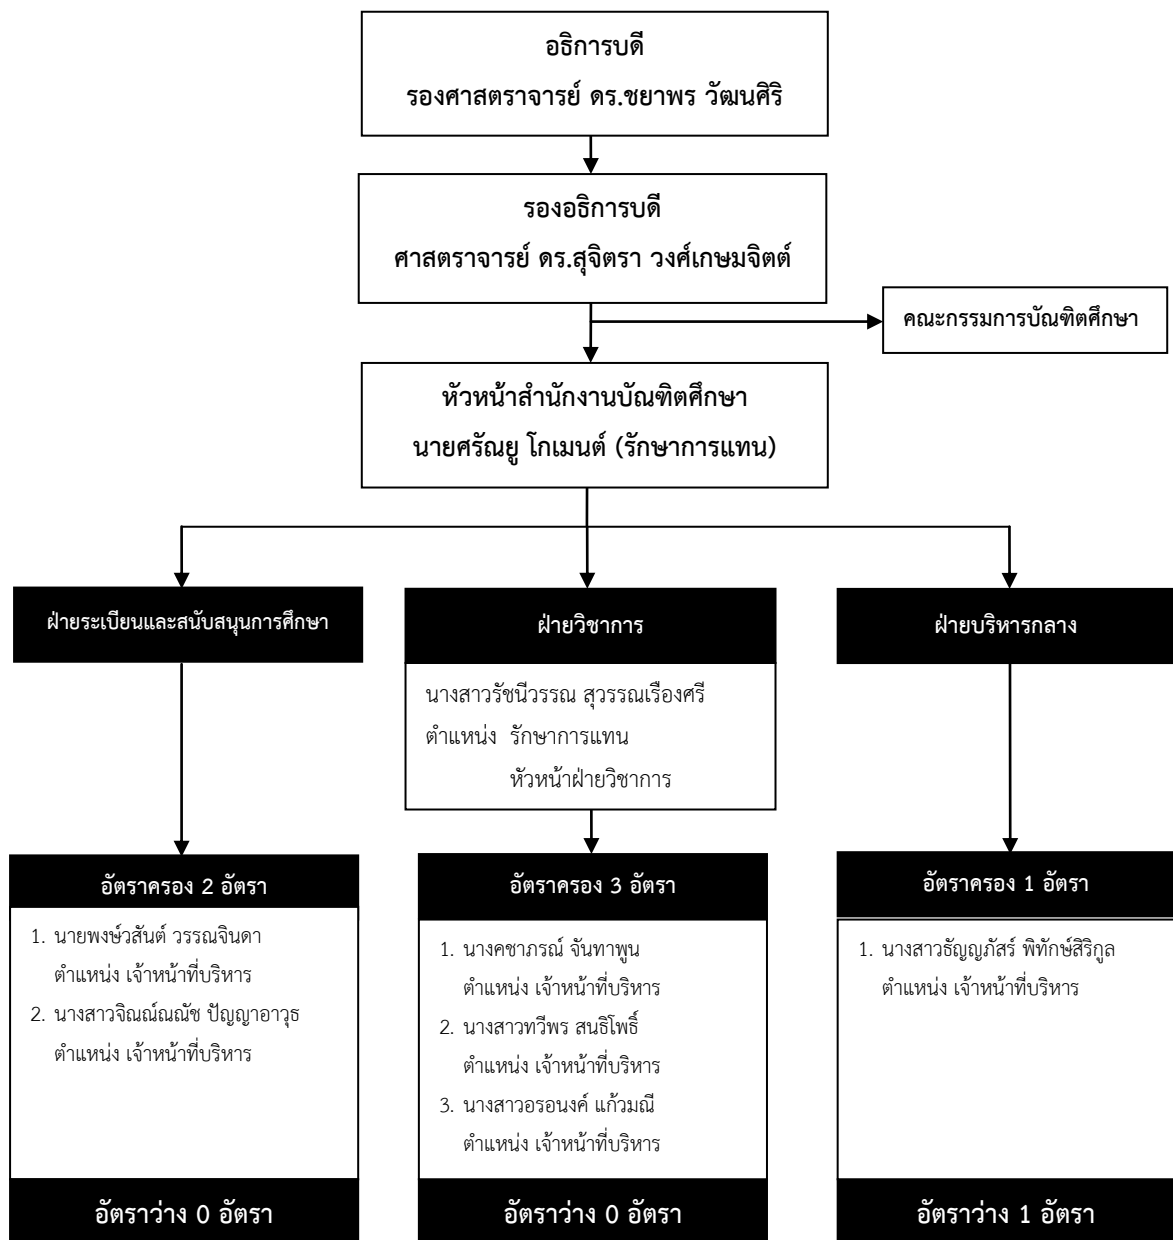 อธิการบดี
รองศาสตราจารย์ ดร.ชยาพร วัฒนศิริ
รองอธิการบดี
ศาสตราจารย์ ดร.สุจิตรา วงศ์เกษมจิตต์
คณะกรรมการบัณฑิตศึกษา
หัวหน้าสำนักงานบัณฑิตศึกษา
นายศรัณยู โกเมนต์ (รักษาการแทน)
ฝ่ายระเบียนและสนับสนุนการศึกษา
อัตราครอง 2 อัตรา
1. นายพงษ์วสันต์ วรรณจินดา
ตำแหน่ง เจ้าหน้าที่บริหาร
2. นางสาวจิณณ์ณณัช ปัญญาอาวุธ
ตำแหน่ง เจ้าหน้าที่บริหาร
อัตราว่าง 0 อัตรา
ฝ่ายวิชาการ
นางสาวรัชนีวรรณ สุวรรณเรืองศรี
ตำแหน่ง รักษาการแทน
หัวหน้าฝ่ายวิชาการ
อัตราครอง 3 อัตรา
1. นางคชาภรณ์ จันทาพูน
ตำแหน่ง เจ้าหน้าที่บริหาร
2. นางสาวทวีพร สนธิโพธิ์
ตำแหน่ง เจ้าหน้าที่บริหาร
3. นางสาวอรอนงค์ แก้วมณี
ตำแหน่ง เจ้าหน้าที่บริหาร
อัตราว่าง 0 อัตรา
ฝ่ายบริหารกลาง
อัตราครอง 1 อัตรา
1. นางสาวธัญญภัสร์ พิทักษ์สิริกูล
ตำแหน่ง เจ้าหน้าที่บริหาร
อัตราว่าง 1 อัตรา